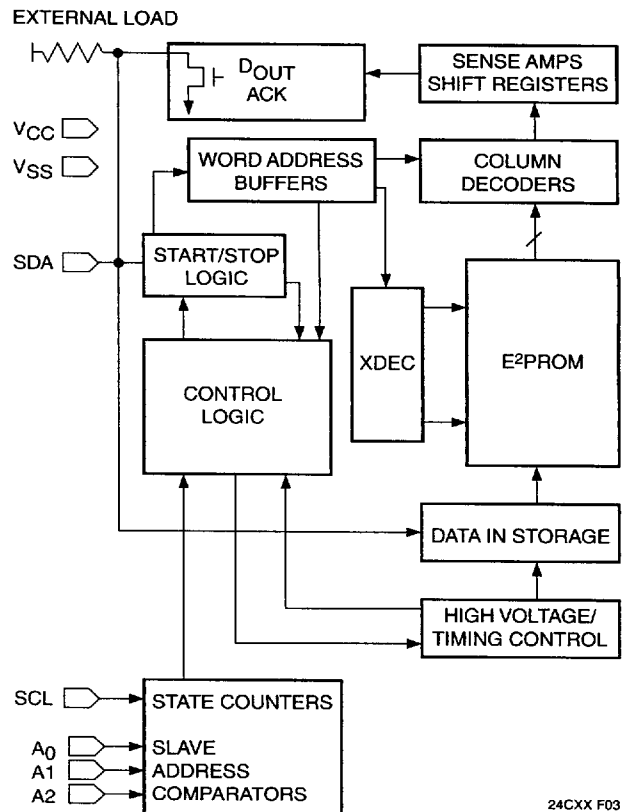 EXTERNAL LOAD
DOUT
ACK
SENSE AMPS
SHIFT REGISTERS
VCC
VSS
WORD ADDRESS
BUFFERS
COLUMN
DECODERS
SDA
START/STOP
LOGIC
XDEC
E²PROM
CONTROL
LOGIC
DATA IN STORAGE
HIGH VOLTAGE/
TIMING CONTROL
SCL
STATE COUNTERS
A0
SLAVE
A1
ADDRESS
A2
COMPARATORS
24CXX F03